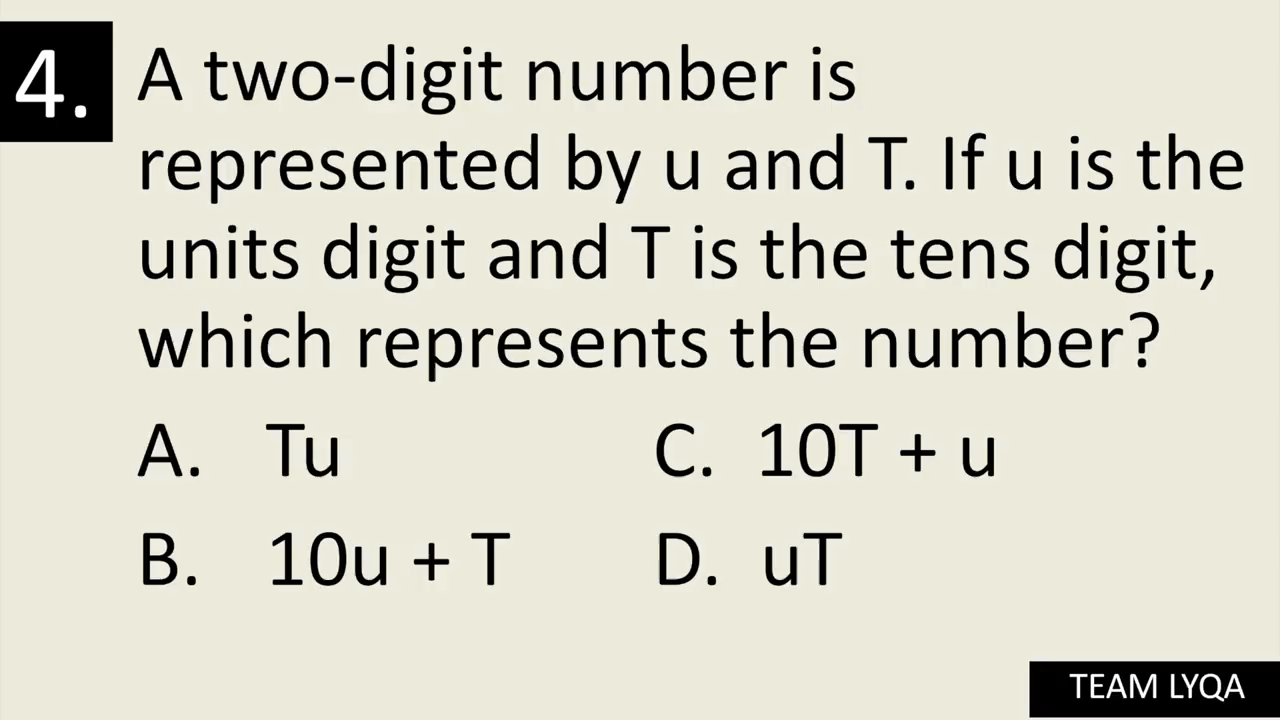 4.
A two-digit number is
represented by u and T. If u is the
units digit and T is the tens digit,
which represents the number?
A. Tu C. 10T + u
B. 10u + T D. uT
TEAM LYQA